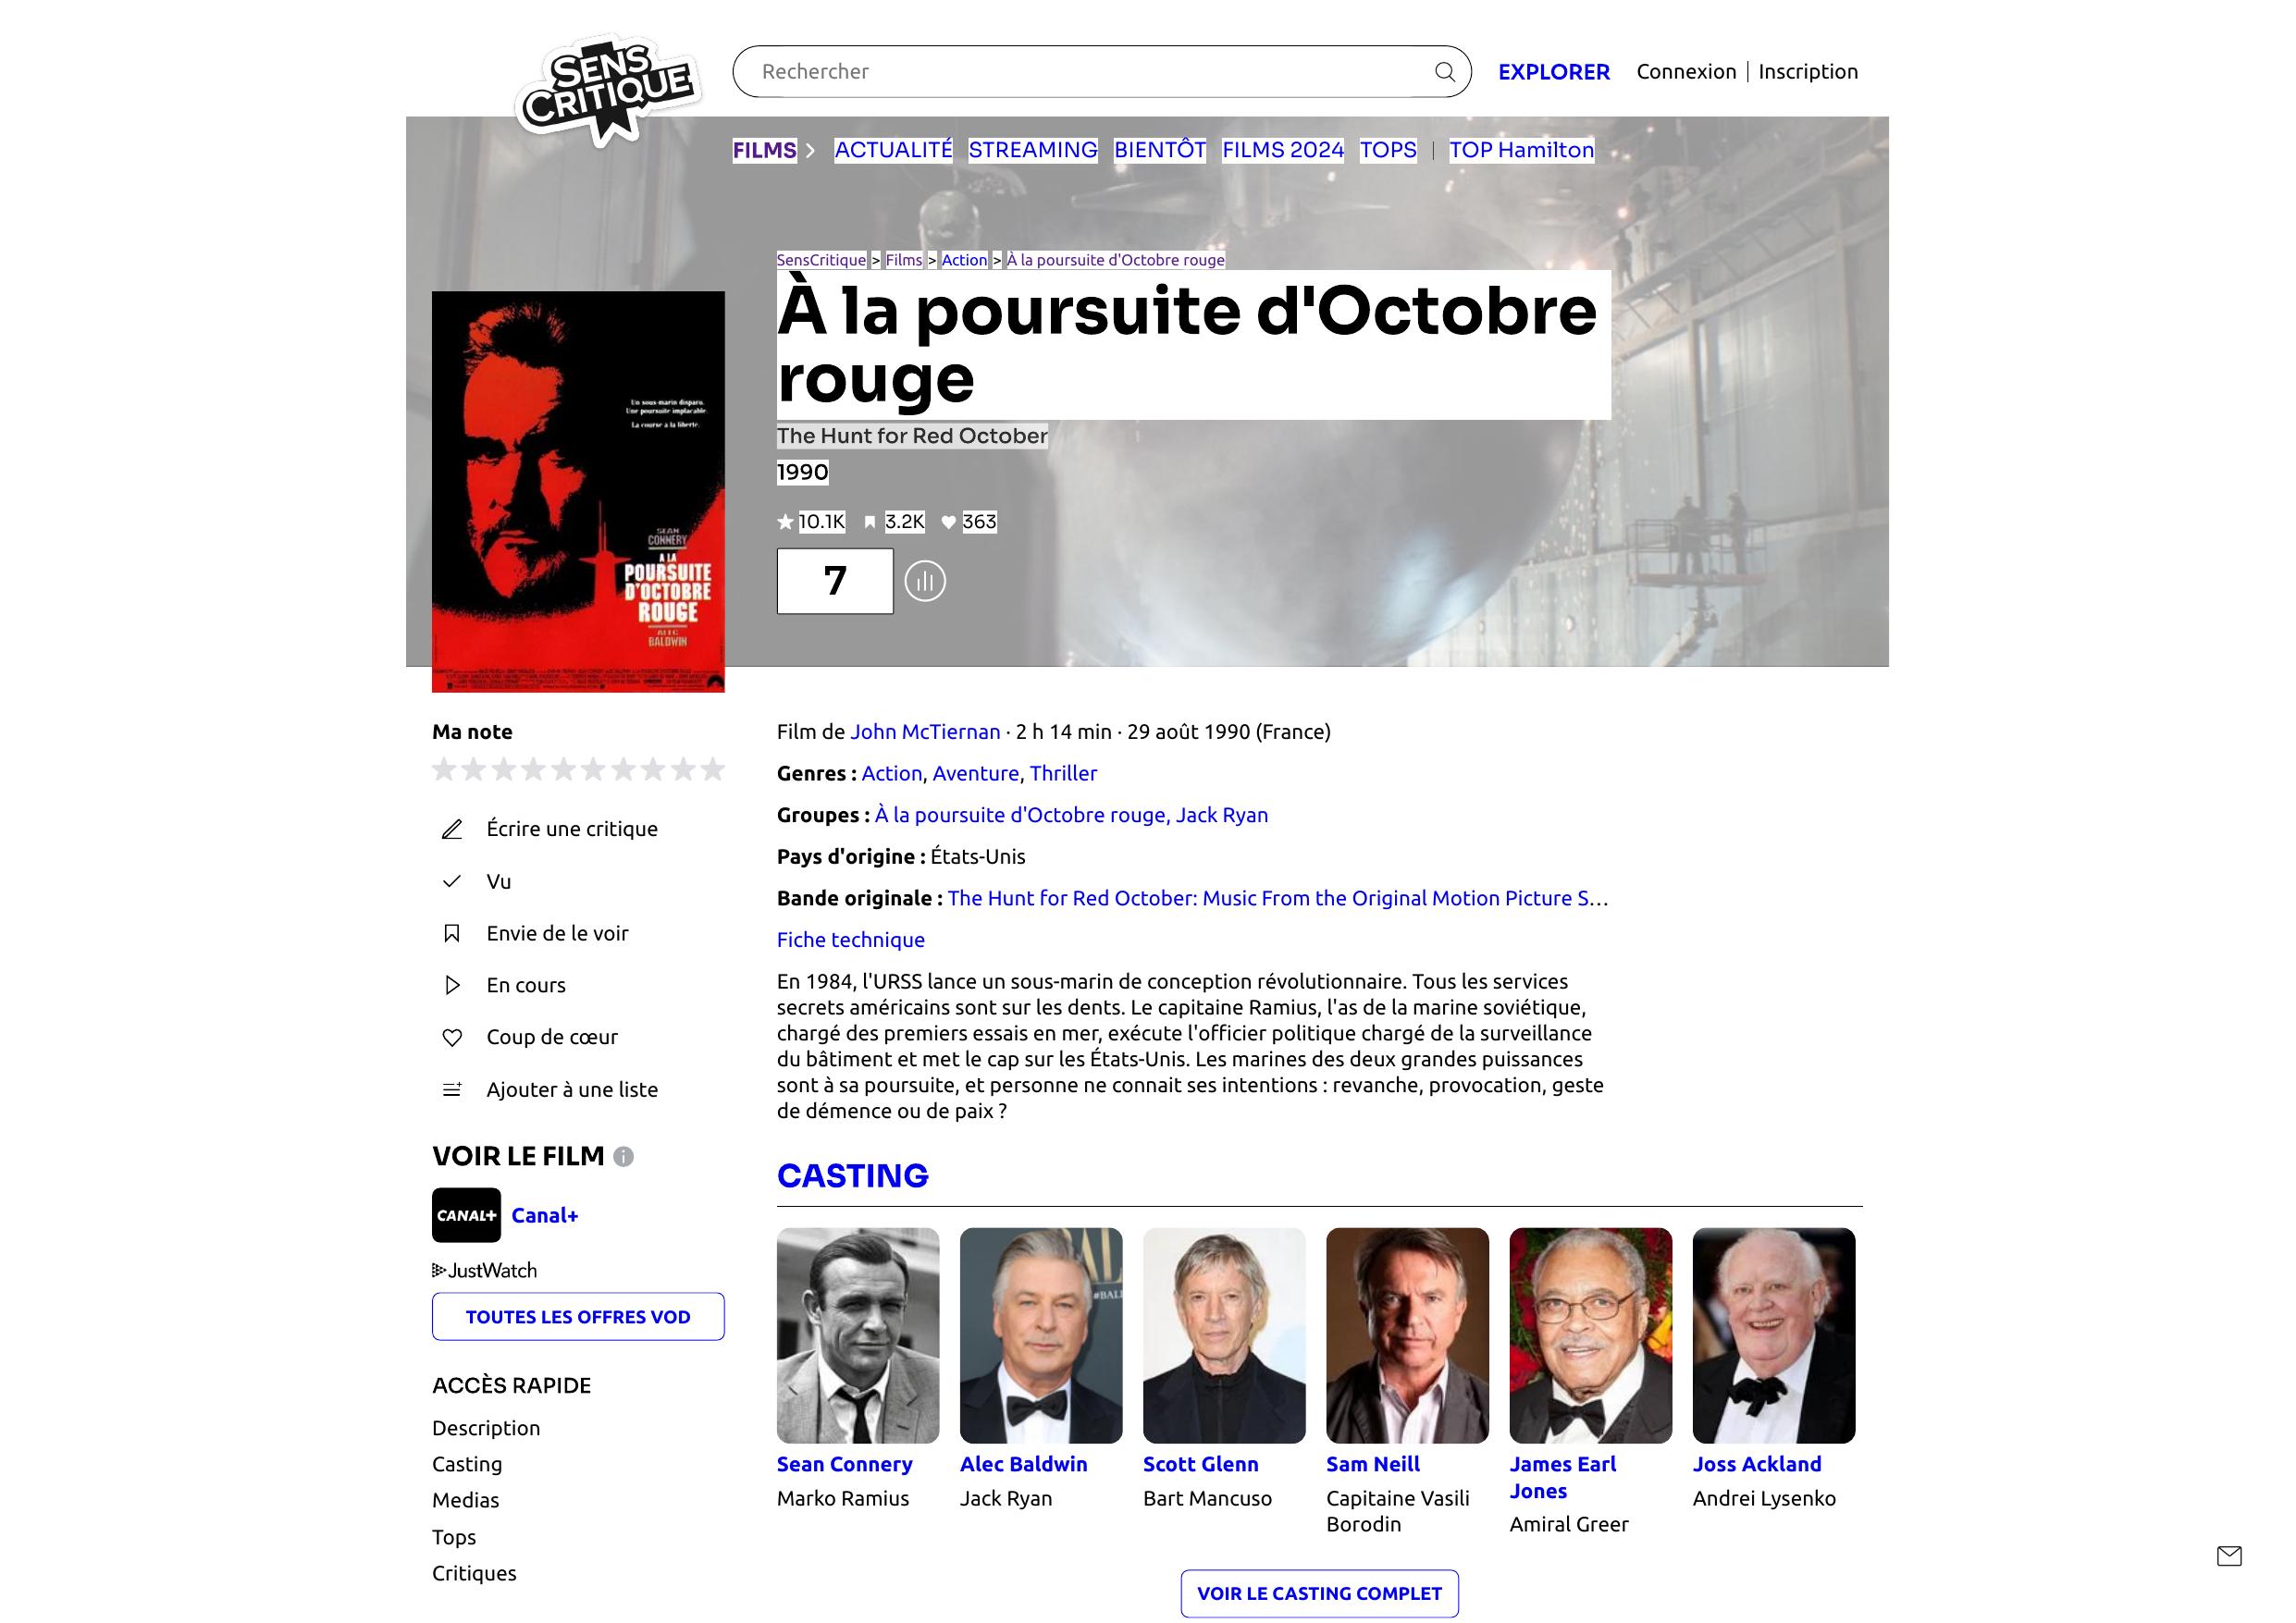 SENS
CRITIQUE
Rechercher
EXPLORER
Connexion | Inscription
FILMS
ACTUALITÉ
STREAMING
BIENTÔT
FILMS 2024
TOPS
| TOP Hamilton
SensCritique > Films > Action > À la poursuite d'Octobre rouge
À la poursuite d'Octobre
rouge
The Hunt for Red October
1990
10.1K
3.2K
363
7
Un sous-marin disparu.
Une poursuite implacable.
La course a la liberte.
SEAN
CONNERY
A LA
POURSUITE
D'OCTOBRE
ROUGE
ALEC
BALDWIN
Ma note
Écrire une critique
Vu
Envie de le voir
En cours
Coup de cœur
Ajouter à une liste
VOIR LE FILM
CANAL+
Canal+
JustWatch
TOUTES LES OFFRES VOD
ACCÈS RAPIDE
Description
Casting
Medias
Tops
Critiques
Film de John McTiernan · 2 h 14 min · 29 août 1990 (France)
Genres : Action, Aventure, Thriller
Groupes : À la poursuite d'Octobre rouge, Jack Ryan
Pays d'origine : États-Unis
Bande originale : The Hunt for Red October: Music From the Original Motion Picture S…
Fiche technique
En 1984, l'URSS lance un sous-marin de conception révolutionnaire. Tous les services
secrets américains sont sur les dents. Le capitaine Ramius, l'as de la marine soviétique,
chargé des premiers essais en mer, exécute l'officier politique chargé de la surveillance
du bâtiment et met le cap sur les États-Unis. Les marines des deux grandes puissances
sont à sa poursuite, et personne ne connait ses intentions : revanche, provocation, geste
de démence ou de paix ?
CASTING
#BAL
Sean Connery
Marko Ramius
Alec Baldwin
Jack Ryan
Scott Glenn
Bart Mancuso
Sam Neill
Capitaine Vasili
Borodin
James Earl
Jones
Amiral Greer
Joss Ackland
Andrei Lysenko
VOIR LE CASTING COMPLET